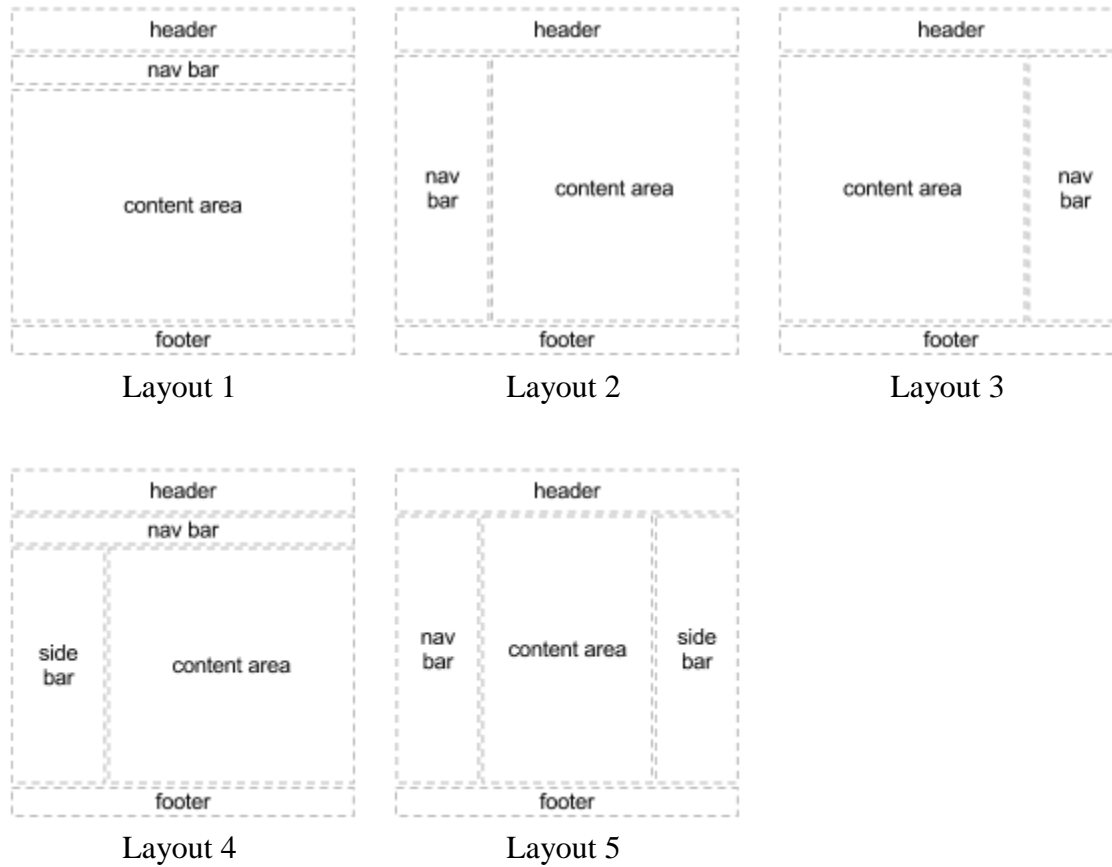 header
nav bar
content area
footer
Layout 1
header
nav
bar
content area
footer
Layout 2
header
content area
nav
bar
footer
Layout 3
header
nav bar
side
bar
content area
footer
Layout 4
header
nav
bar
content area
side
bar
footer
Layout 5